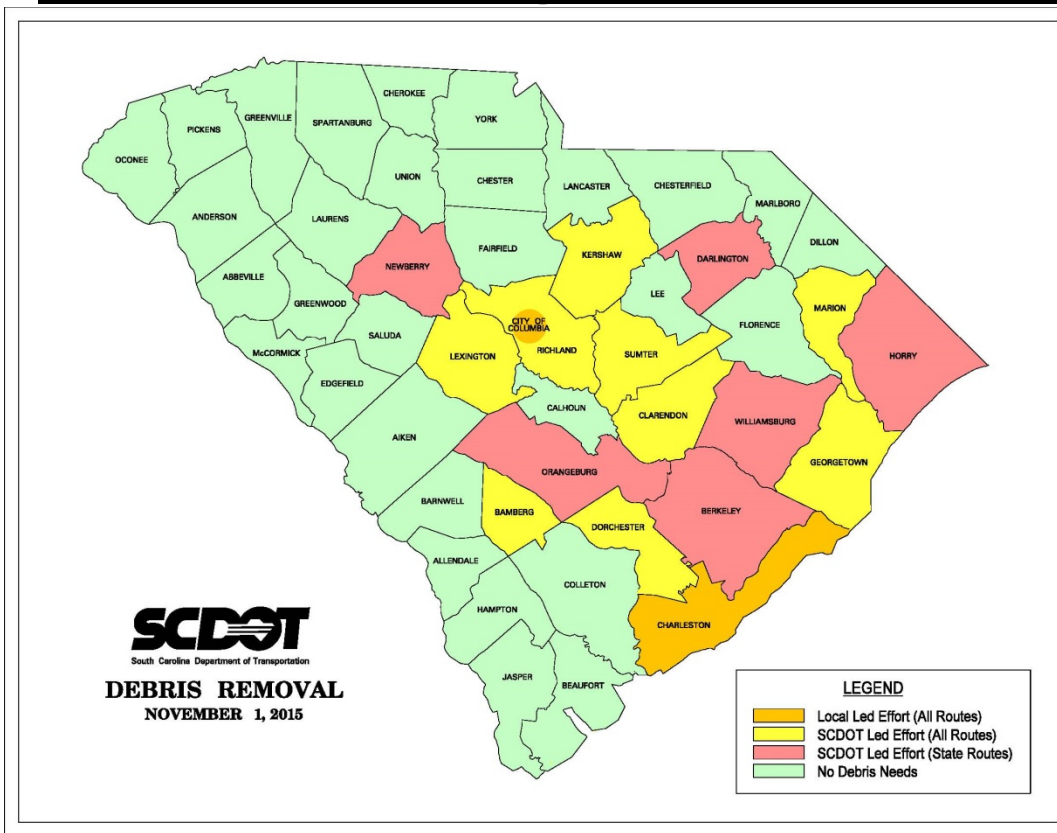 CHEROKEE
YORK
GREENVILLE
SPARTANBURG
PICKENS
OCONEE
UNION
CHESTER
LANCASTER
CHESTERFIELD
MARLBORO
ANDERSON
LAURENS
DILLON
FAIRFIELD
KERSHAW
DARLINGTON
NEWBERRY
ABBEVILLE
LEE
GREENWOOD
MARION
CITY OF
COLUMBIA
FLORENCE
SALUDA
RICHLAND
SUMTER
McCORMICK
LEXINGTON
HORRY
EDGEFIELD
CALHOUN
CLARENDON
WILLIAMSBURG
AIKEN
GEORGETOWN
ORANGEBURG
BARNWELL
BAMBERG
BERKELEY
DORCHESTER
ALLENDALE
COLLETON
HAMPTON
CHARLESTON
JASPER
BEAUFORT
SCDOT
South Carolina Department of Transportation
DEBRIS REMOVAL
NOVEMBER 1, 2015
LEGEND
Local Led Effort (All Routes)
SCDOT Led Effort (All Routes)
SCDOT Led Effort (State Routes)
No Debris Needs